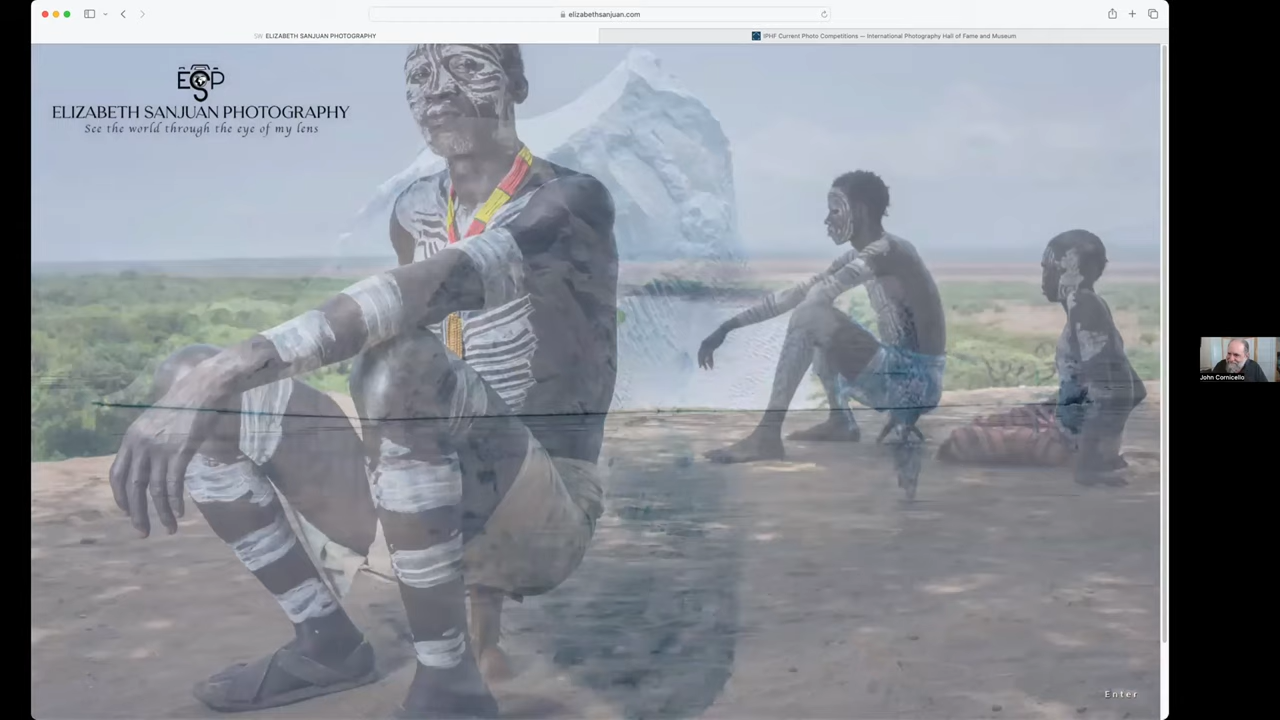 elizabethsanjuan.com
SW ELIZABETH SANJUAN PHOTOGRAPHY
IPHF Current Photo Competitions — International Photography Hall of Fame and Museum
ESP
ELIZABETH SANJUAN PHOTOGRAPHY
See the world through the eye of my lens
John Cornicello
Enter